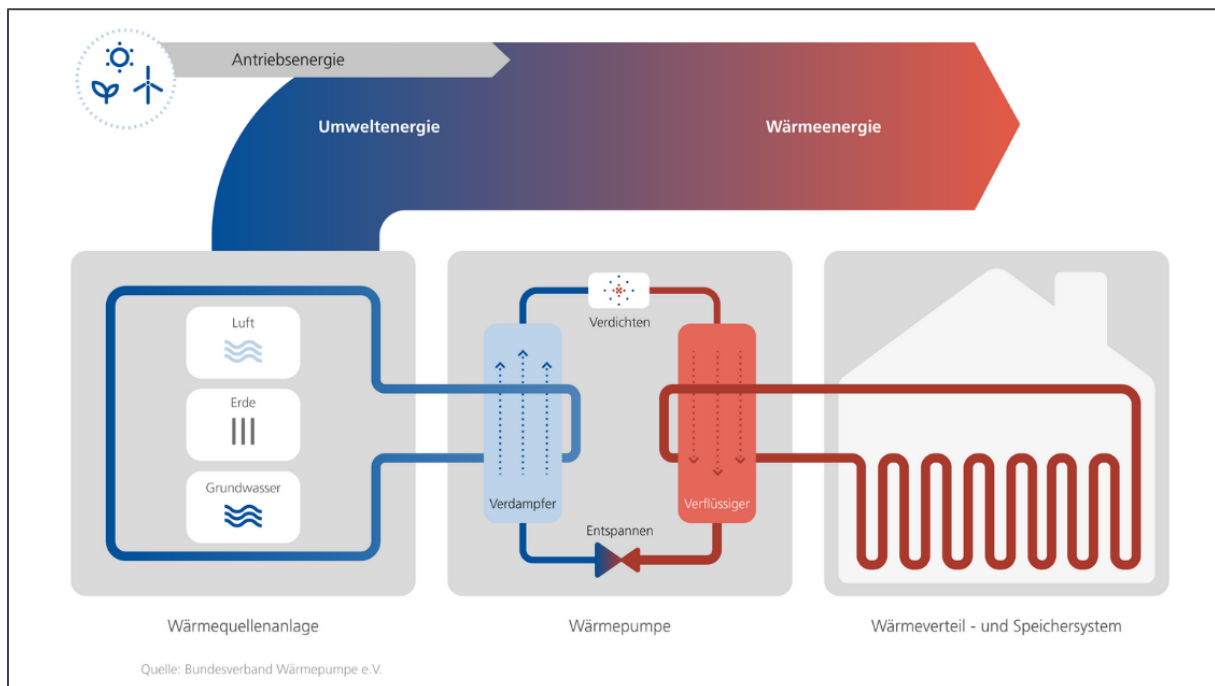 Antriebsenergie
Umweltenergie
Wärmeenergie
Luft
Erde
Grundwasser
Verdichten
Verdampfer
Verflüssiger
Entspannen
Wärmequellenanlage
Wärmepumpe
Wärmeverteil - und Speichersystem
Quelle: Bundesverband Wärmepumpe e.V.